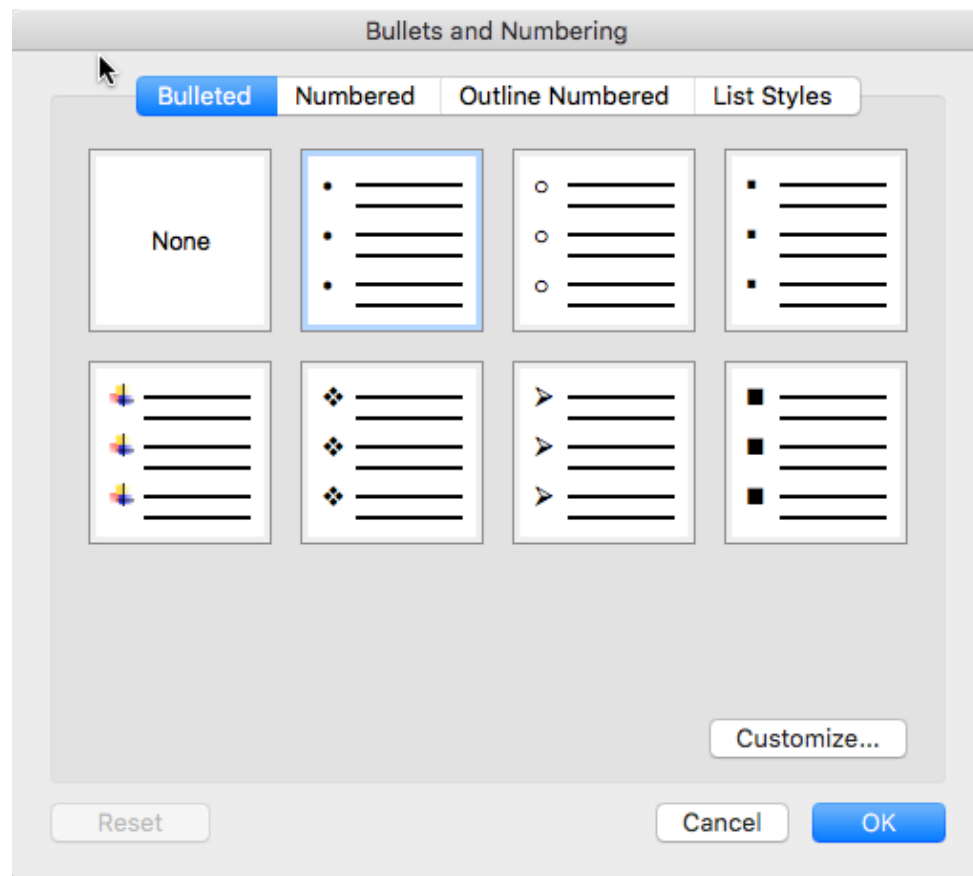 Bullets and Numbering
Bulleted Numbered Outline Numbered List Styles
None
Customize...
Reset Cancel OK